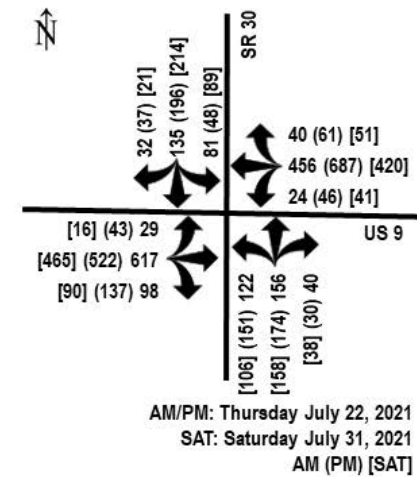 N
SR 30
32 (37) [21]
135 (196) [214]
81 (48) [89]
40 (61) [51]
456 (687) [420]
24 (46) [41]
US 9
[16] (43) 29
[465] (522) 617
[90] (137) 98
[106] (151) 122
[158] (174) 156
[38] (30) 40
AM/PM: Thursday July 22, 2021
SAT: Saturday July 31, 2021
AM (PM) [SAT]